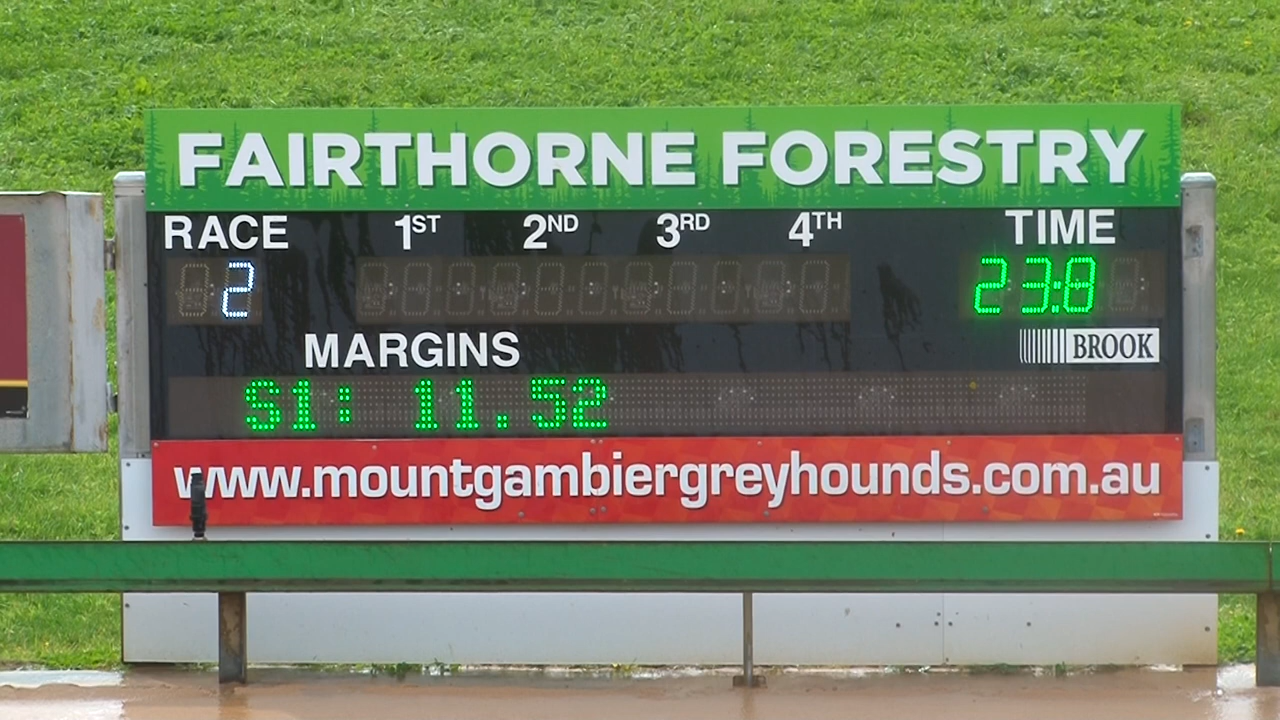 FAIRTHORNE FORESTRY
RACE 1ST 2ND 3RD 4TH TIME
2 23:8
MARGINS BROOK
S1: 11.52
www.mountgambiergreyhounds.com.au